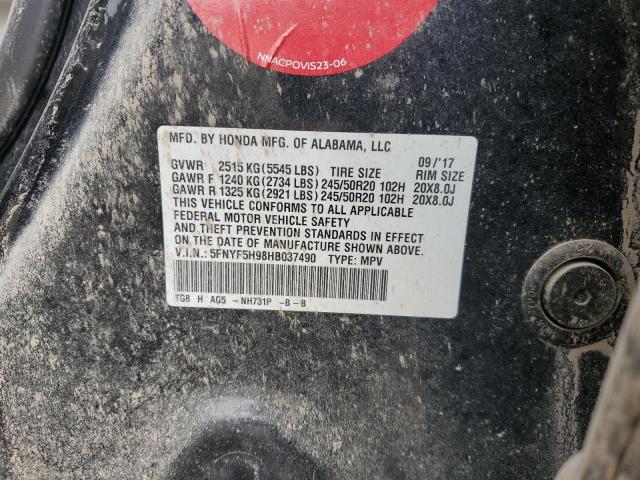 NNACPOVIS23-06
MFD. BY HONDA MFG. OF ALABAMA, LLC 09/'17
GVWR 2515 KG(5545 LBS) TIRE SIZE RIM SIZE
GAWR F 1240 KG(2734 LBS)245/50R20 102H 20X8.0J
GAWR R 1325 KG(2921 LBS)245/50R20 102H 20X8.0J
THIS VEHICLE CONFORMS TO ALL APPLICABLE
FEDERAL MOTOR VEHICLE SAFETY
AND THEFT PREVENTION STANDARDS IN EFFECT
ON THE DATE OF MANUFACTURE SHOWN ABOVE.
V.I.N.: 5FNYF5H98HB037490 TYPE: MPV
TG8 H AG5 -NH731P -B-B